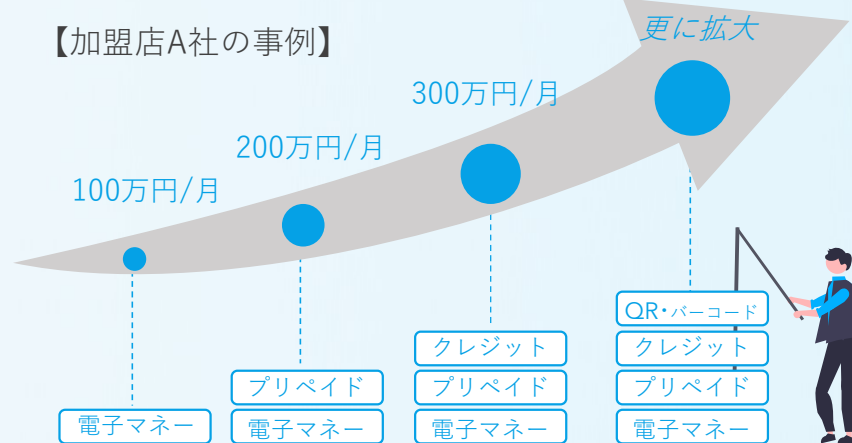 【加盟店A社の事例】
更に拡大
300万円/月
200万円/月
100万円/月
QR・バーコード
クレジット
クレジット
プリペイド
プリペイド
プリペイド
電子マネー
電子マネー
電子マネー
電子マネー